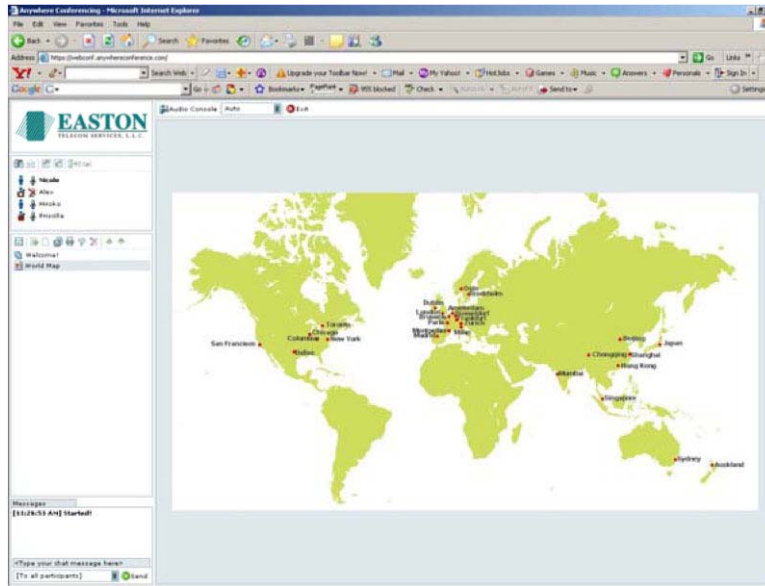 Anywhere Conferencing - Microsoft Internet Explorer
File Edit View Favorites Tools Help
Back Search Favorites
Address https://webconf.anywhereconference.com/ Go Links
Y! Search Web Upgrade your Toolbar Now! Mail My Yahoo! HotJobs Games Music Answers Personals Sign In
Google G Go Bookmarks PageRank 955 blocked Check Send to Settings
Audio Console Auto Exit
EASTON
TELECOM SERVICES, L.L.C.
Nicole
Alex
Hiroko
Priscilla
Welcome!
World Map
Oslo
Stockholm
Dublin
Amsterdam
London
Brussels
Frankfurt
Paris
Zurich
Montpellier
Milan
Madrid
Toronto
Chicago
Columbus
New York
San Francisco
Dallas
Beijing
Japan
Chongqing
Shanghai
Hong Kong
Mumbai
Singapore
Sydney
Auckland
Messages
[11:26:53 AM] Started!
<Type your chat message here>
[To all participants] Send